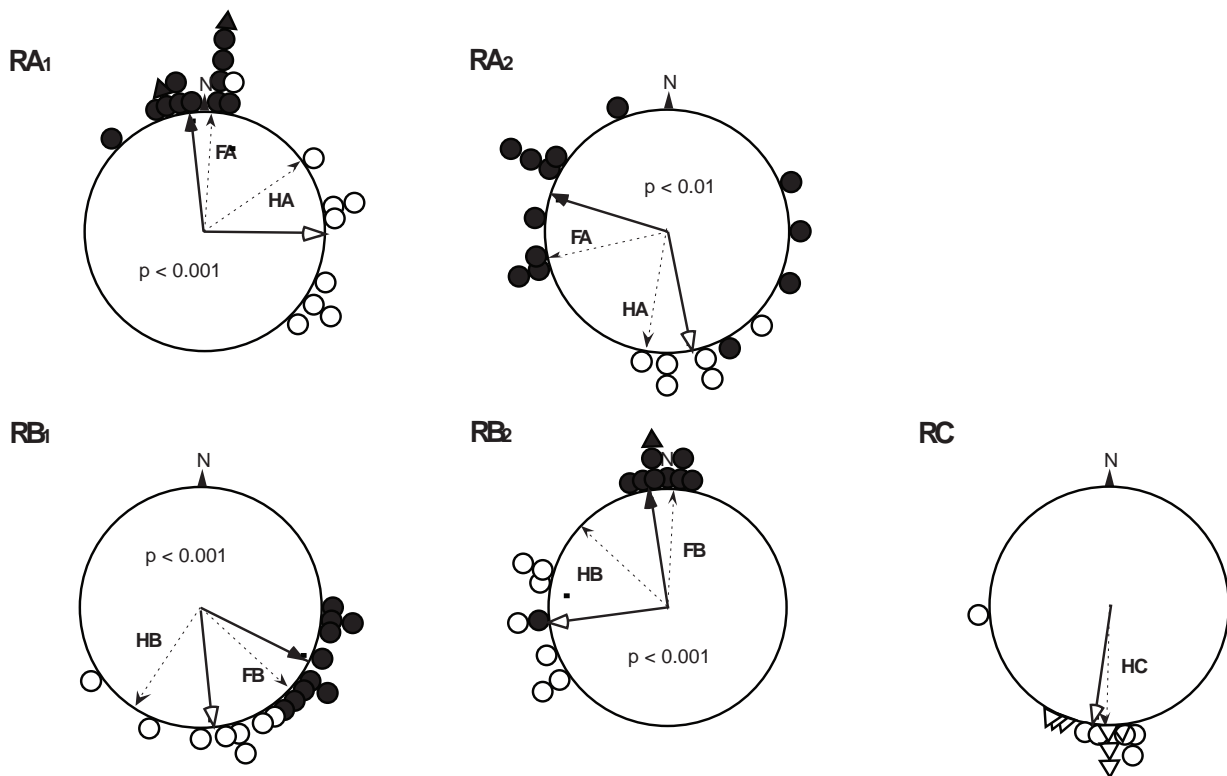 RA1
N
FA
HA
p < 0.001
RA2
N
p < 0.01
FA
HA
RB1
N
p < 0.001
HB
FB
RB2
N
HB
FB
p < 0.001
RC
N
HC